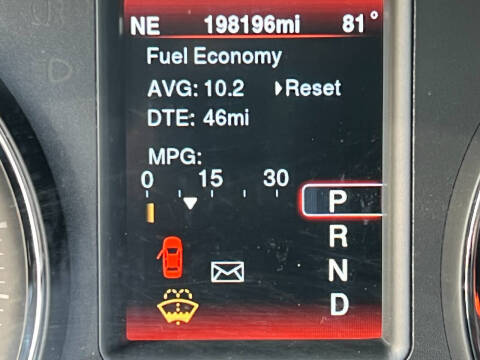 NE 198196mi 81°
Fuel Economy
AVG: 10.2 Reset
DTE: 46mi
MPG:
0 15 30
P
R
N
D